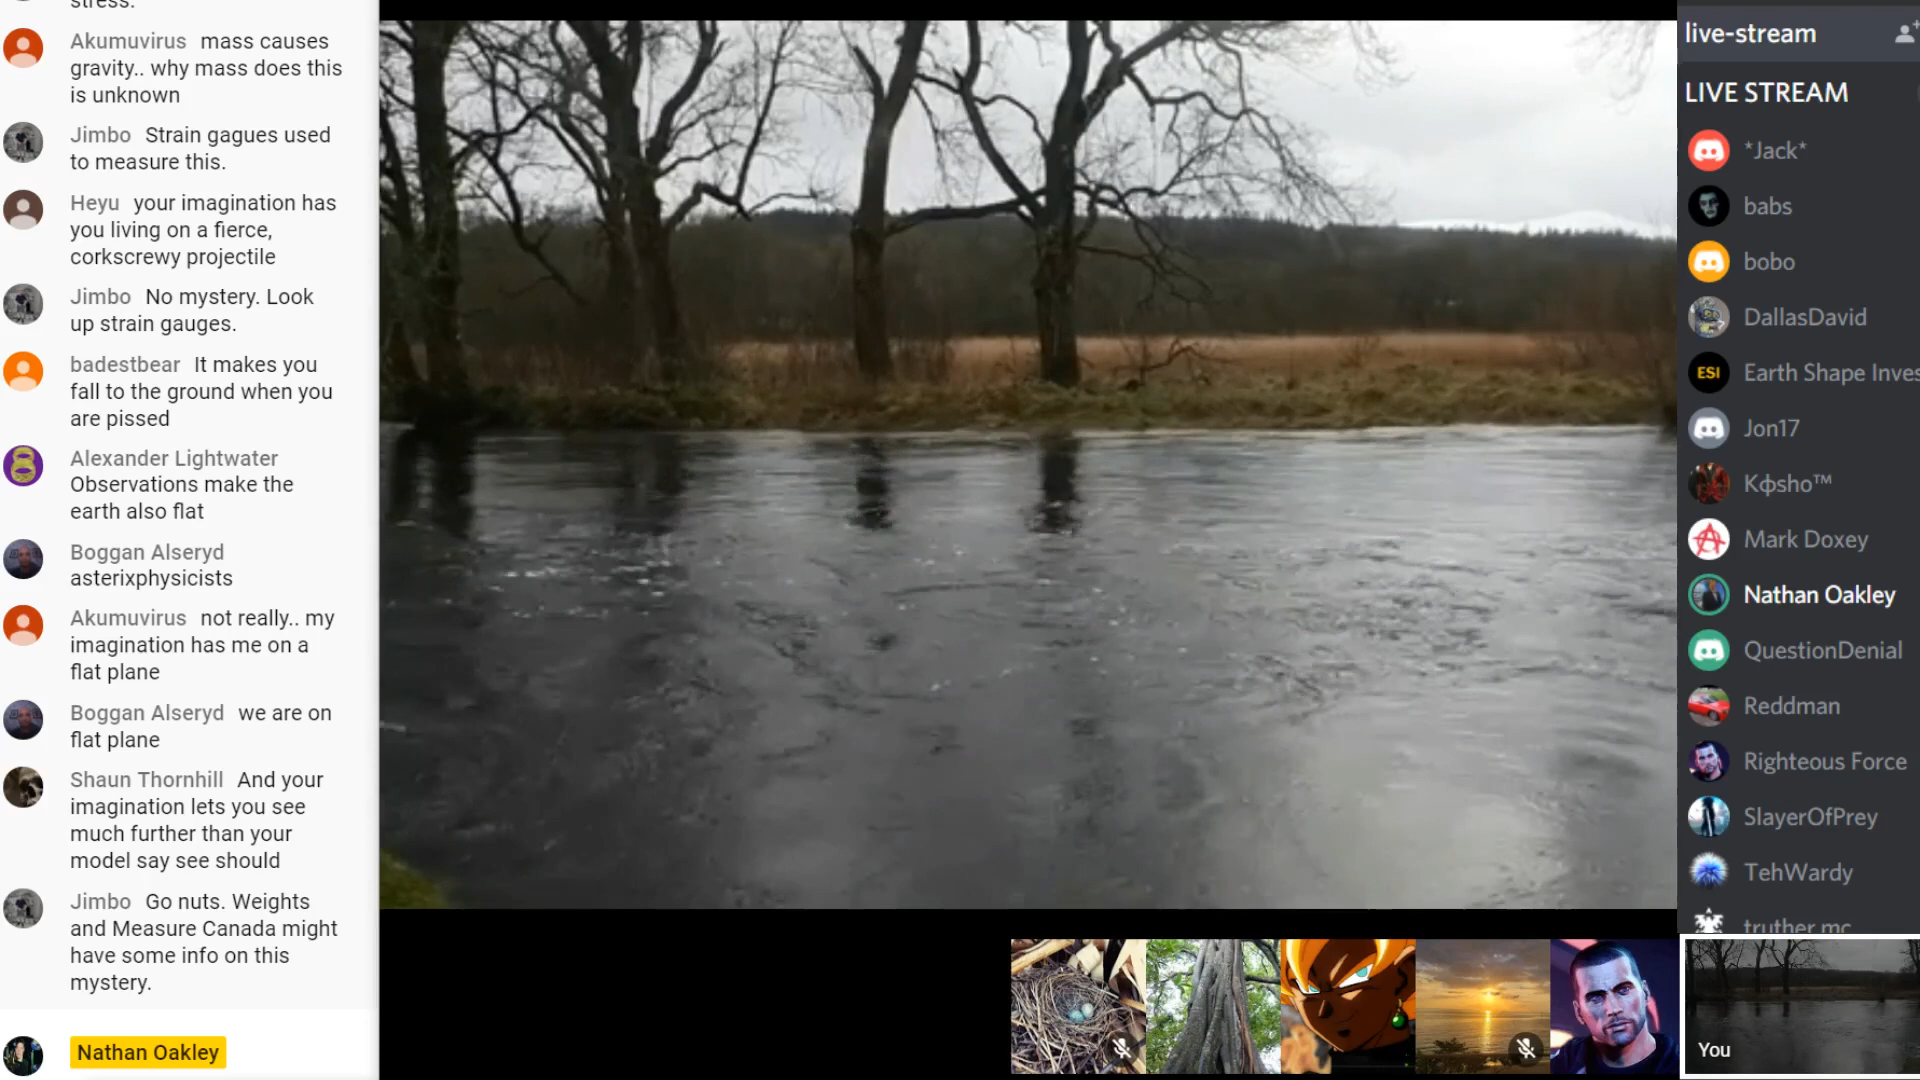 stress.
Akumuvirus mass causes
gravity.. why mass does this
is unknown
Jimbo Strain gagues used
to measure this.
Heyu your imagination has
you living on a fierce,
corkscrewy projectile
Jimbo No mystery. Look
up strain gauges.
badestbear It makes you
fall to the ground when you
are pissed
Alexander Lightwater
Observations make the
earth also flat
Boggan Alseryd
asterixphysicists
Akumuvirus not really.. my
imagination has me on a
flat plane
Boggan Alseryd we are on
flat plane
Shaun Thornhill And your
imagination lets you see
much further than your
model say see should
Jimbo Go nuts. Weights
and Measure Canada might
have some info on this
mystery.
Nathan Oakley
live-stream
LIVE STREAM
*Jack*
babs
bobo
DallasDavid
ESI
Earth Shape Inves
Jon17
Kфsho™
Mark Doxey
Nathan Oakley
QuestionDenial
Reddman
Righteous Force
SlayerOfPrey
TehWardy
truther mc
You